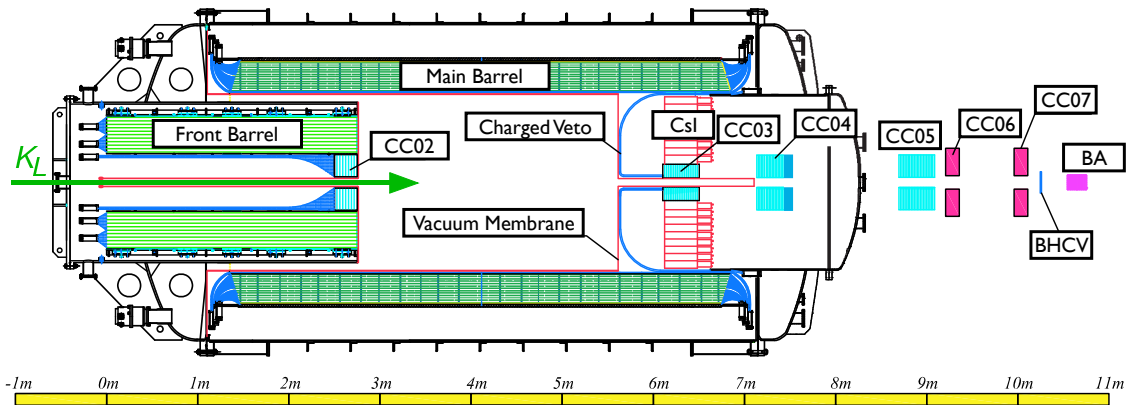 Main Barrel
Front Barrel
CC02
Charged Veto
CsI
CC03
CC04
CC05
CC06
CC07
BA
BHCV
K_L
Vacuum Membrane
-1m 0m 1m 2m 3m 4m 5m 6m 7m 8m 9m 10m 11m